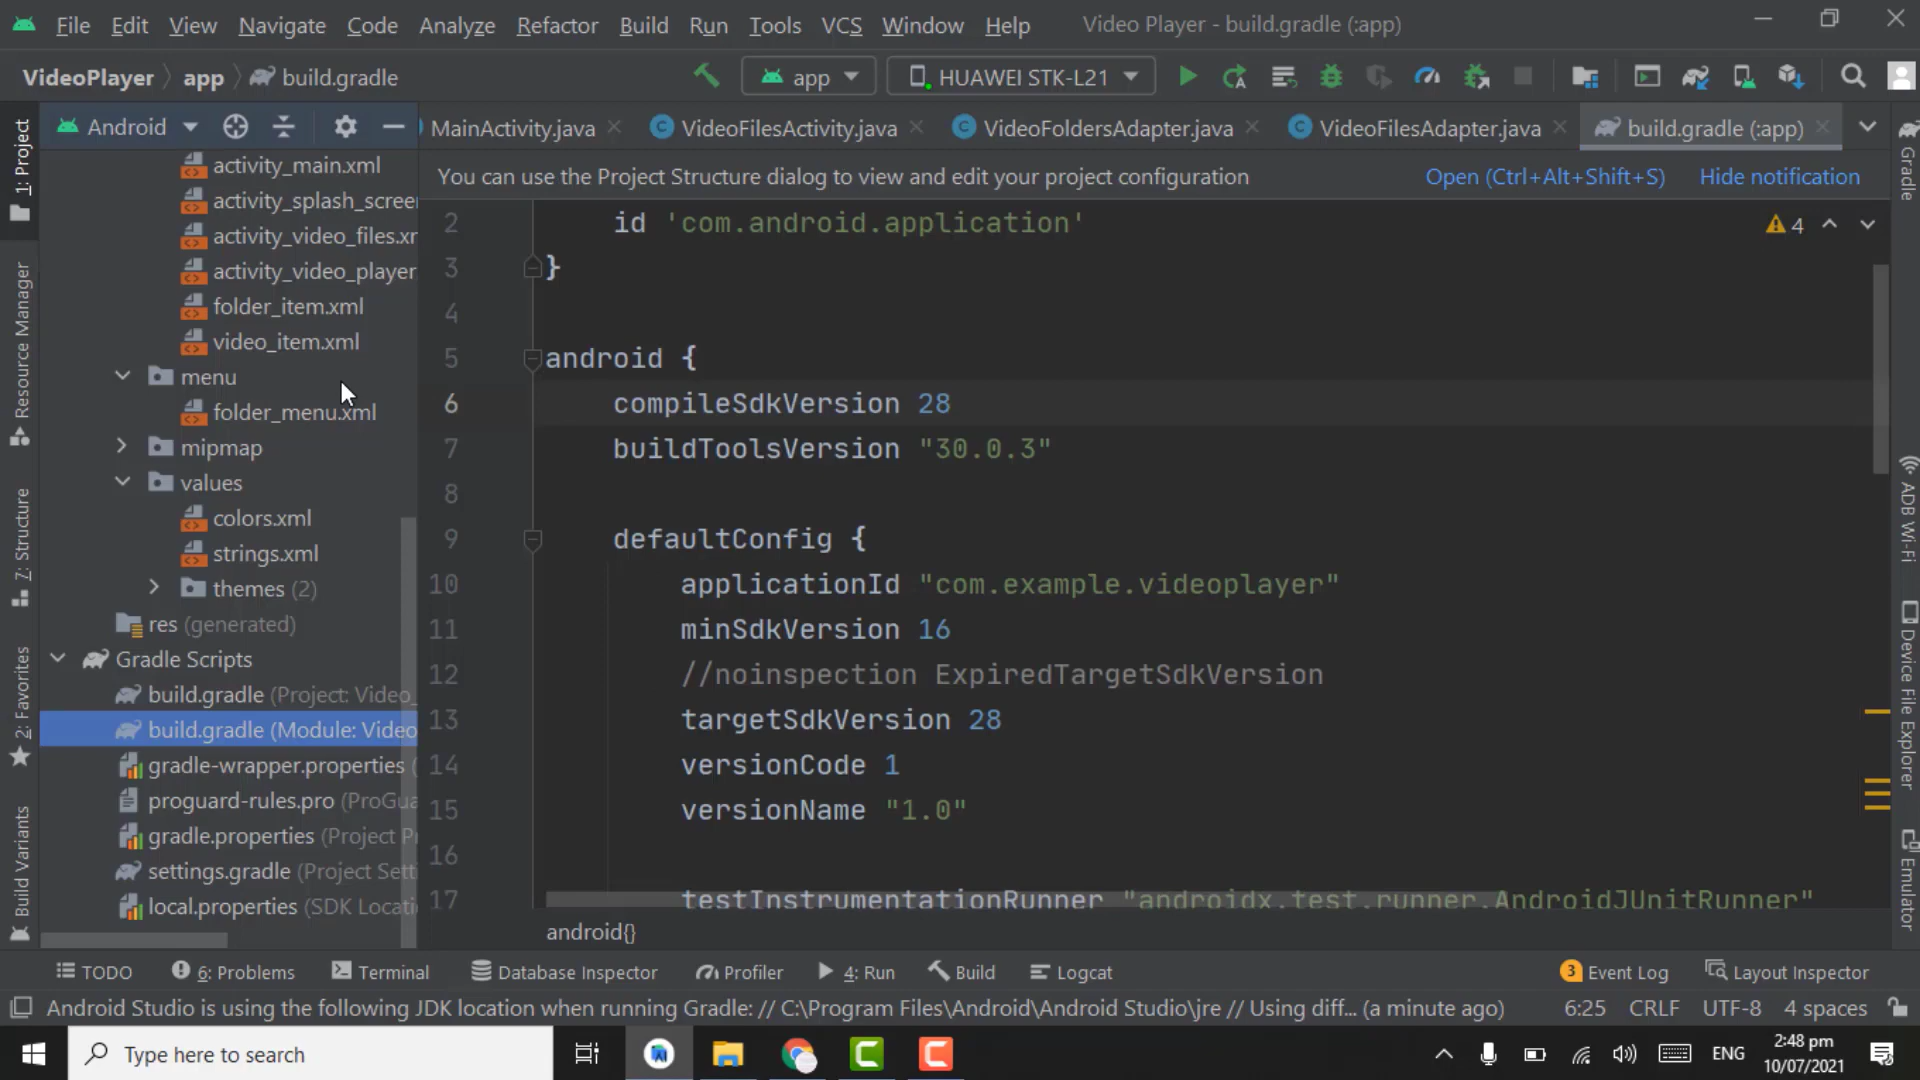 File Edit View Navigate Code Analyze Refactor Build Run Tools VCS Window Help Video Player - build.gradle (:app)
VideoPlayer app build.gradle app HUAWEI STK-L21
Android MainActivity.java VideoFilesActivity.java VideoFoldersAdapter.java VideoFilesAdapter.java build.gradle (:app)
You can use the Project Structure dialog to view and edit your project configuration Open (Ctrl+Alt+Shift+S) Hide notification
1: Project
Resource Manager
7: Structure
2: Favorites
Build Variants
activity_main.xml
activity_splash_scree
activity_video_files.xr
activity_video_player
folder_item.xml
video_item.xml
menu
folder_menu.xml
mipmap
values
colors.xml
strings.xml
themes (2)
res (generated)
Gradle Scripts
build.gradle (Project: Video_
build.gradle (Module: Video
gradle-wrapper.properties (
proguard-rules.pro (ProGua
gradle.properties (Project P
settings.gradle (Project Sett
local.properties (SDK Locati
2 id 'com.android.application'
3 }
4
5 android {
6 compileSdkVersion 28
7 buildToolsVersion "30.0.3"
8
9 defaultConfig {
10 applicationId "com.example.videoplayer"
11 minSdkVersion 16
12 //noinspection ExpiredTargetSdkVersion
13 targetSdkVersion 28
14 versionCode 1
15 versionName "1.0"
16
17 testInstrumentationRunner "androidx.test.runner.AndroidJUnitRunner"
4
android{}
Gradle
ADB Wi-Fi
Device File Explorer
Emulator
TODO 6: Problems Terminal Database Inspector Profiler 4: Run Build Logcat 3 Event Log Layout Inspector
Android Studio is using the following JDK location when running Gradle: // C:\Program Files\Android\Android Studio\jre // Using diff... (a minute ago) 6:25 CRLF UTF-8 4 spaces
Type here to search ENG 2:48 pm
10/07/2021